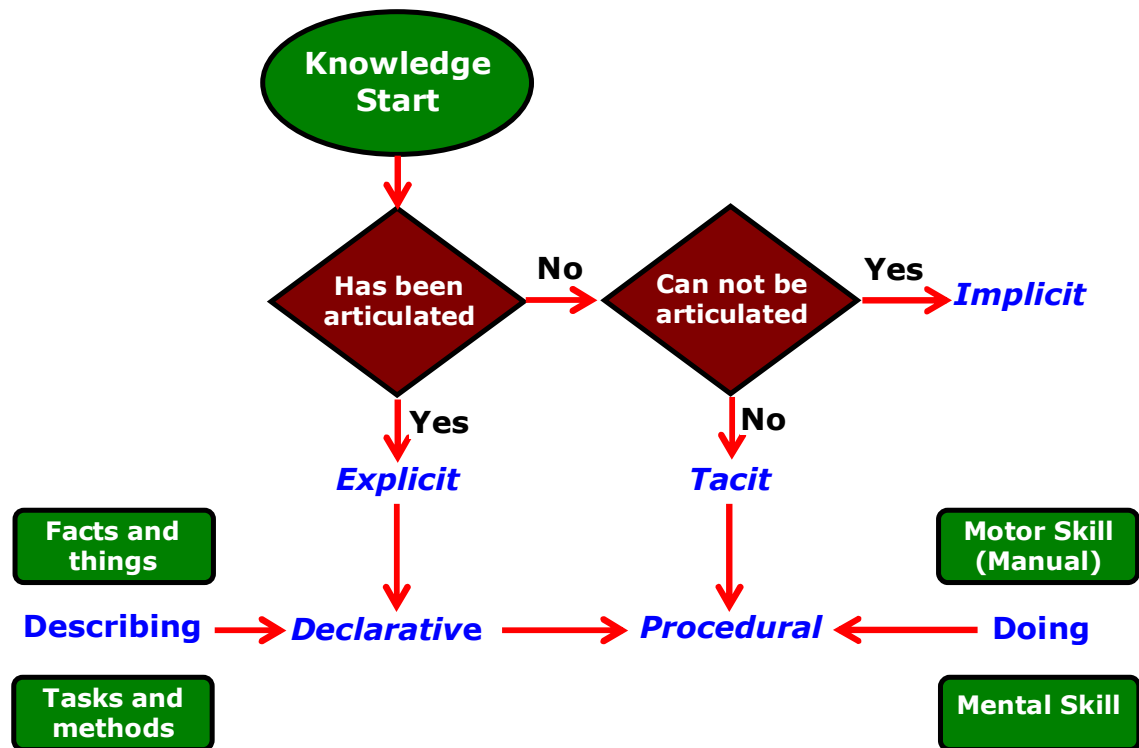 Knowledge
Start
Has been
articulated
No
Can not be
articulated
Yes
Implicit
Yes
No
Explicit
Tacit
Facts and
things
Motor Skill
(Manual)
Describing
Declarative
Procedural
Doing
Tasks and
methods
Mental Skill